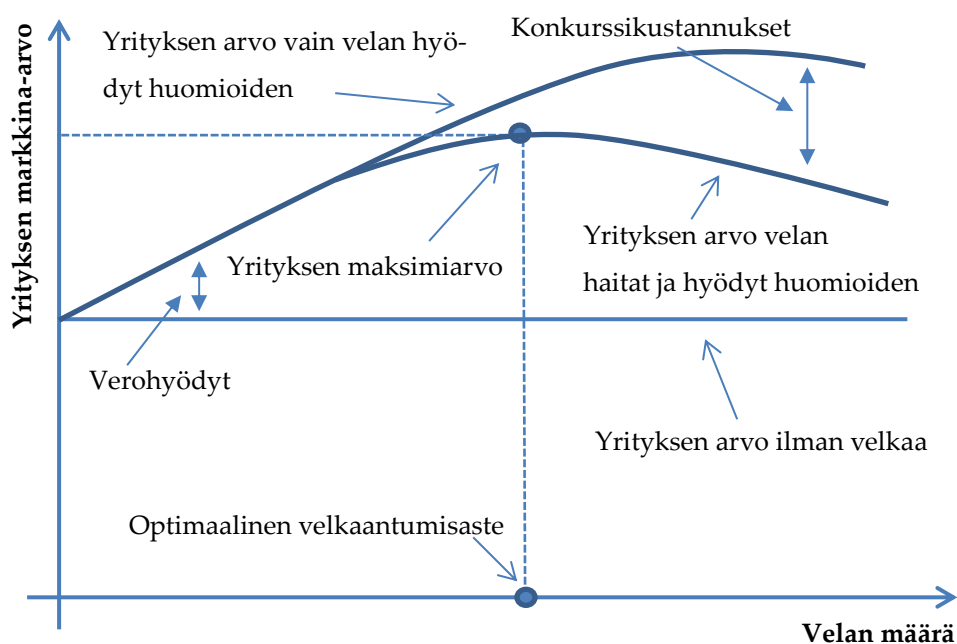 Konkurssikustannukset
Yrityksen arvo vain velan hyö-
dyt huomioiden
Yrityksen markkina-arvo
Yrityksen arvo velan
haitat ja hyödyt huomioiden
Yrityksen maksimiarvo
Verohyödyt
Yrityksen arvo ilman velkaa
Optimaalinen velkaantumisaste
Velan määrä